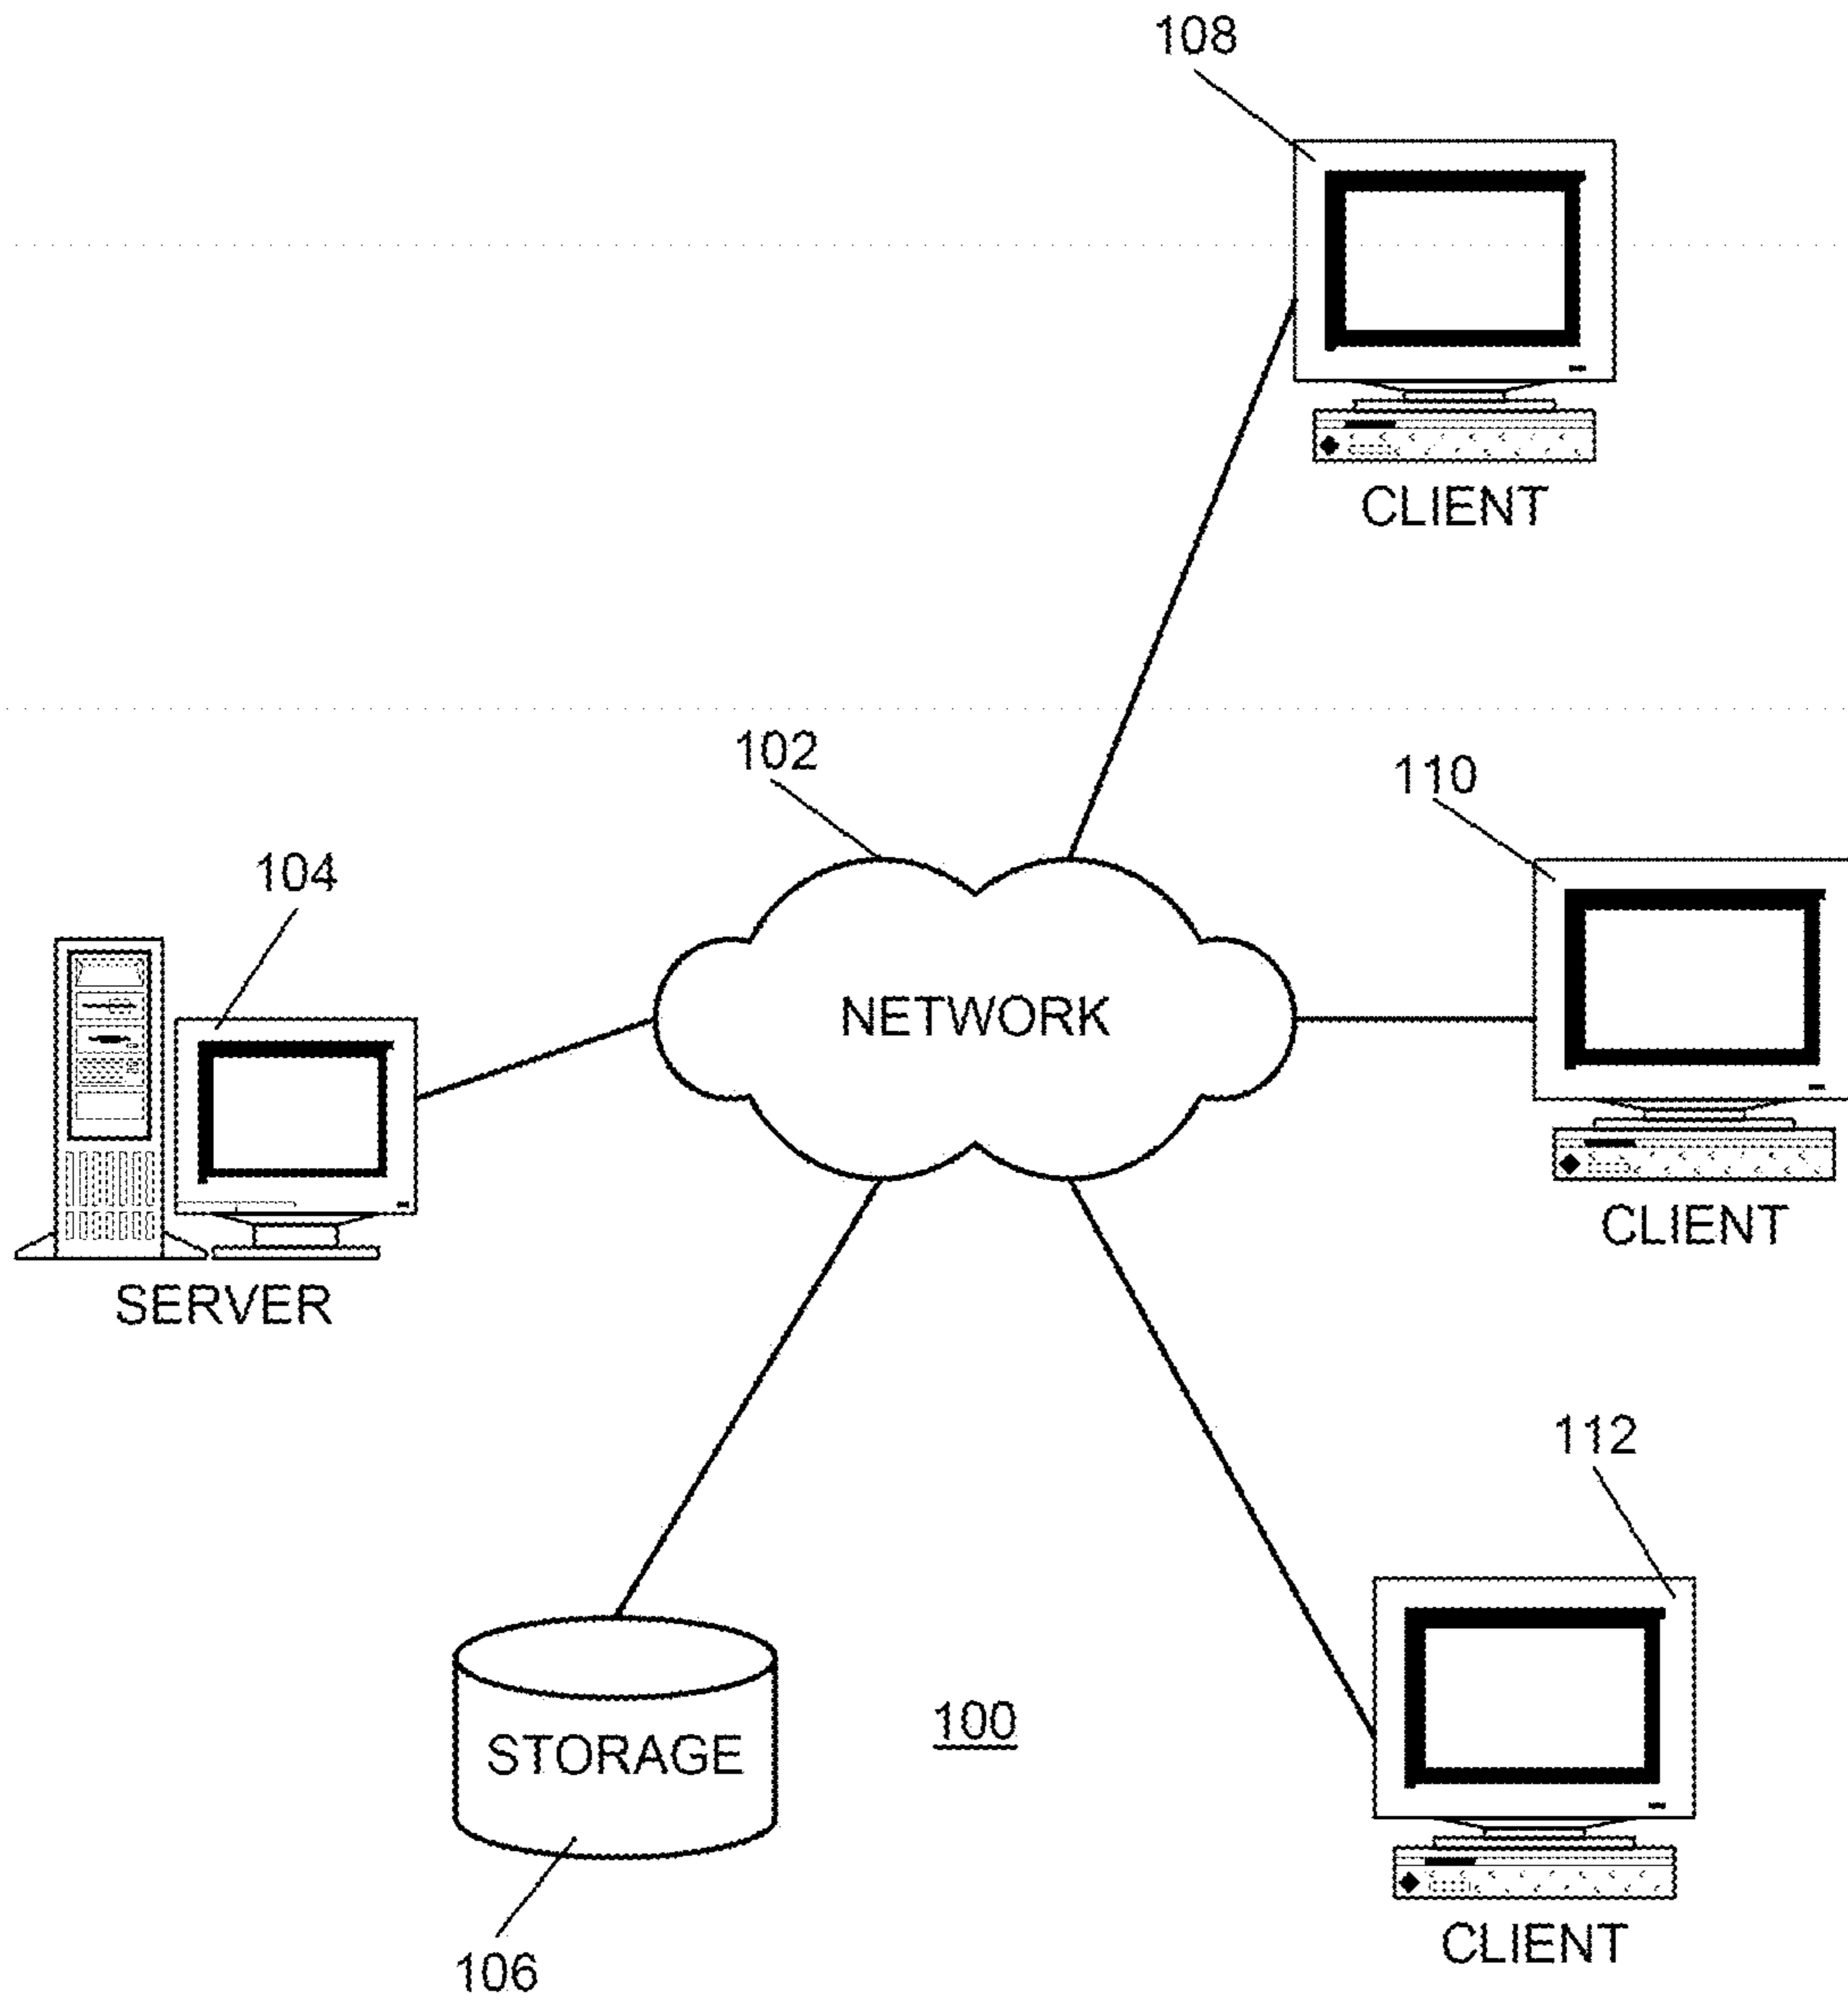 108
CLIENT
102
110
104
NETWORK
CLIENT
SERVER
112
STORAGE
100
106
CLIENT